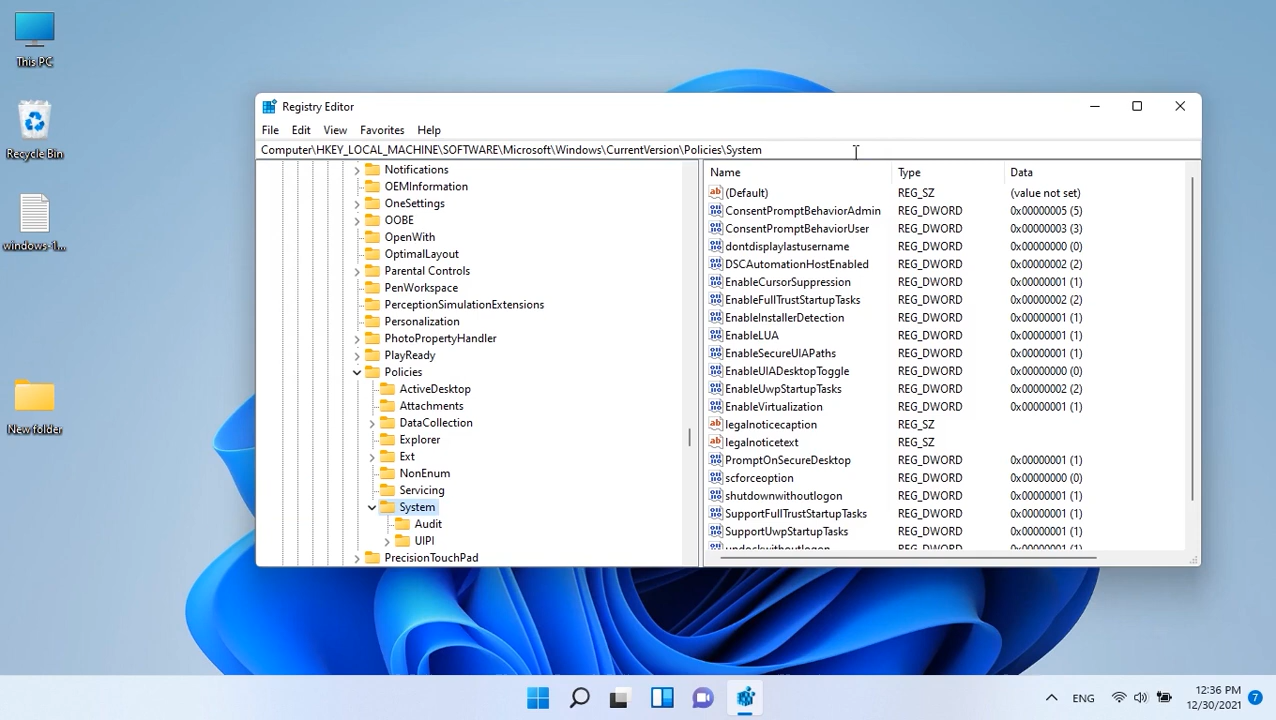 This PC
Recycle Bin
windows-1...
New folder
Registry Editor
File Edit View Favorites Help
Computer\HKEY_LOCAL_MACHINE\SOFTWARE\Microsoft\Windows\CurrentVersion\Policies\System
Notifications
OEMInformation
OneSettings
OOBE
OpenWith
OptimalLayout
Parental Controls
PenWorkspace
PerceptionSimulationExtensions
Personalization
PhotoPropertyHandler
PlayReady
Policies
ActiveDesktop
Attachments
DataCollection
Explorer
Ext
NonEnum
Servicing
System
Audit
UIPI
PrecisionTouchPad
Name Type Data
(Default) REG_SZ (value not set)
ConsentPromptBehaviorAdmin REG_DWORD 0x00000005 (5)
ConsentPromptBehaviorUser REG_DWORD 0x00000003 (3)
dontdisplaylastusername REG_DWORD 0x00000000 (0)
DSCAutomationHostEnabled REG_DWORD 0x00000002 (2)
EnableCursorSuppression REG_DWORD 0x00000001 (1)
EnableFullTrustStartupTasks REG_DWORD 0x00000002 (2)
EnableInstallerDetection REG_DWORD 0x00000001 (1)
EnableLUA REG_DWORD 0x00000001 (1)
EnableSecureUIAPaths REG_DWORD 0x00000001 (1)
EnableUIADesktopToggle REG_DWORD 0x00000000 (0)
EnableUwpStartupTasks REG_DWORD 0x00000002 (2)
EnableVirtualization REG_DWORD 0x00000001 (1)
legalnoticecaption REG_SZ
legalnoticetext REG_SZ
PromptOnSecureDesktop REG_DWORD 0x00000001 (1)
scforceoption REG_DWORD 0x00000000 (0)
shutdownwithoutlogon REG_DWORD 0x00000001 (1)
SupportFullTrustStartupTasks REG_DWORD 0x00000001 (1)
SupportUwpStartupTasks REG_DWORD 0x00000001 (1)
undockwithoutlogon REG_DWORD 0x00000001 (1)
ENG
12:36 PM
12/30/2021
7